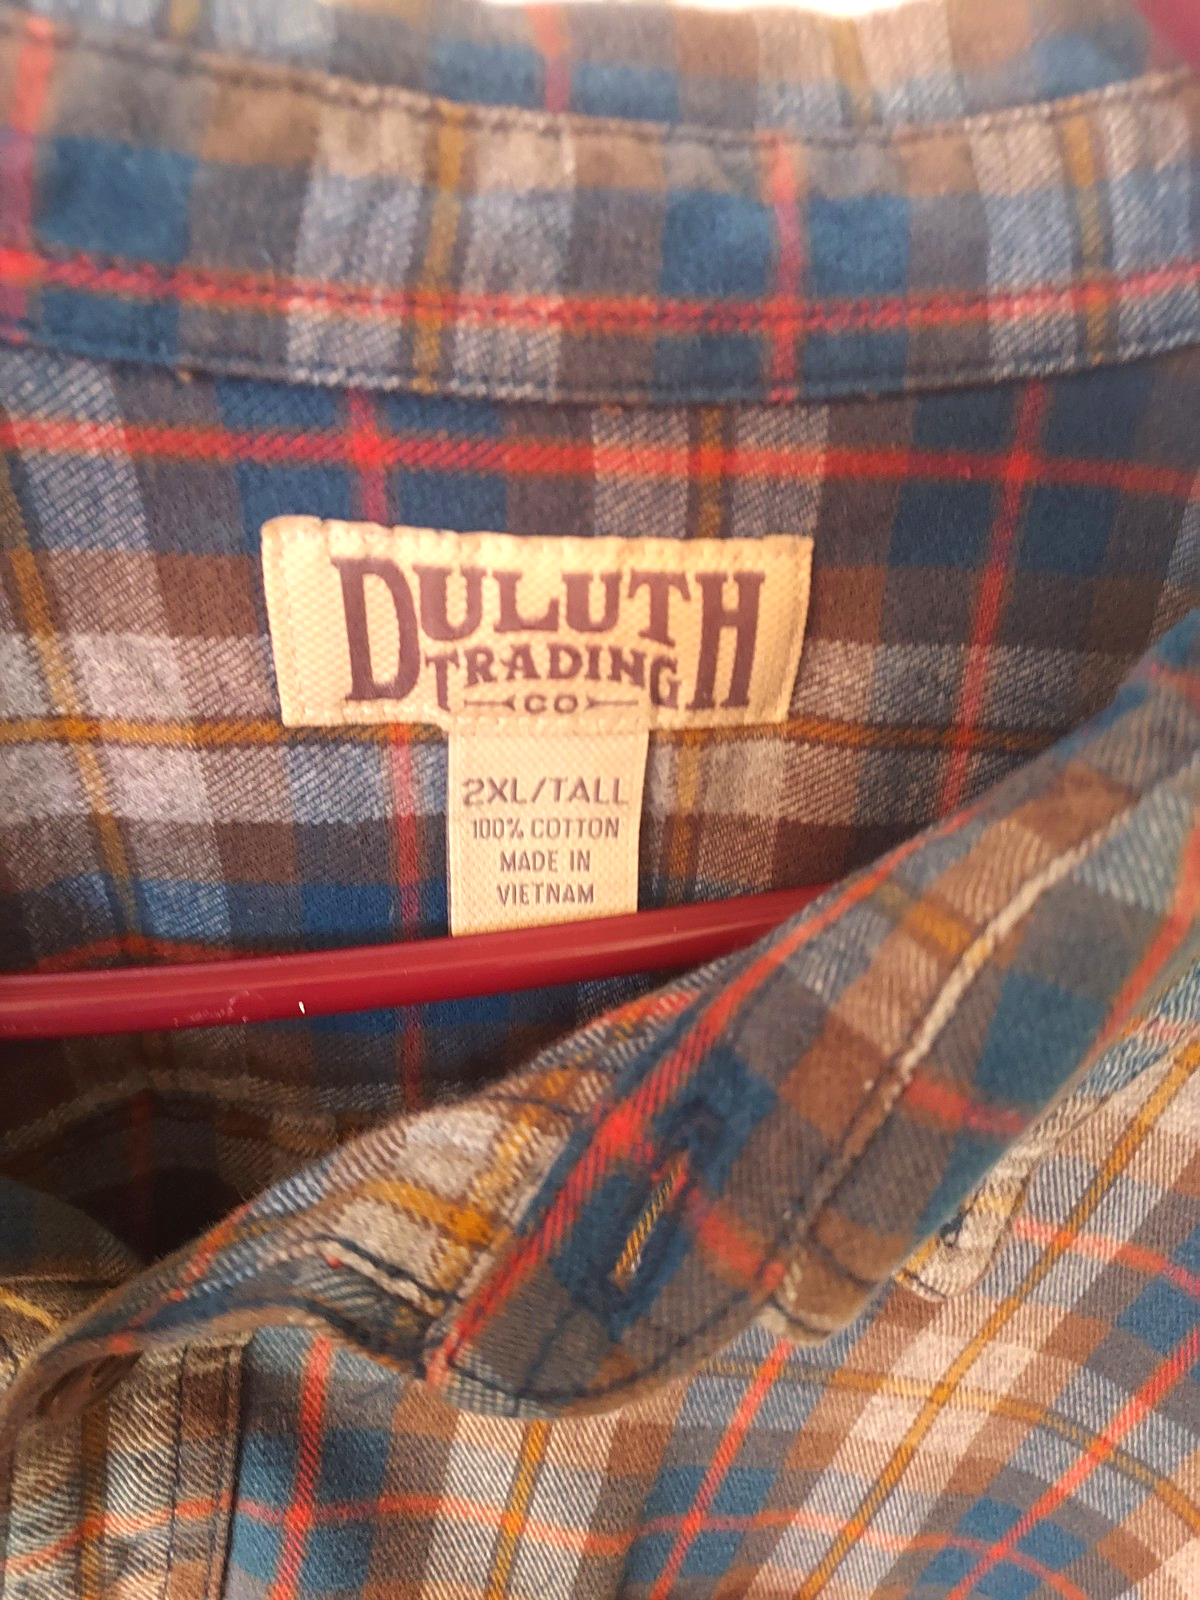 DULUTH
TRADING
CO
2XL/TALL
100% COTTON
MADE IN
VIETNAM